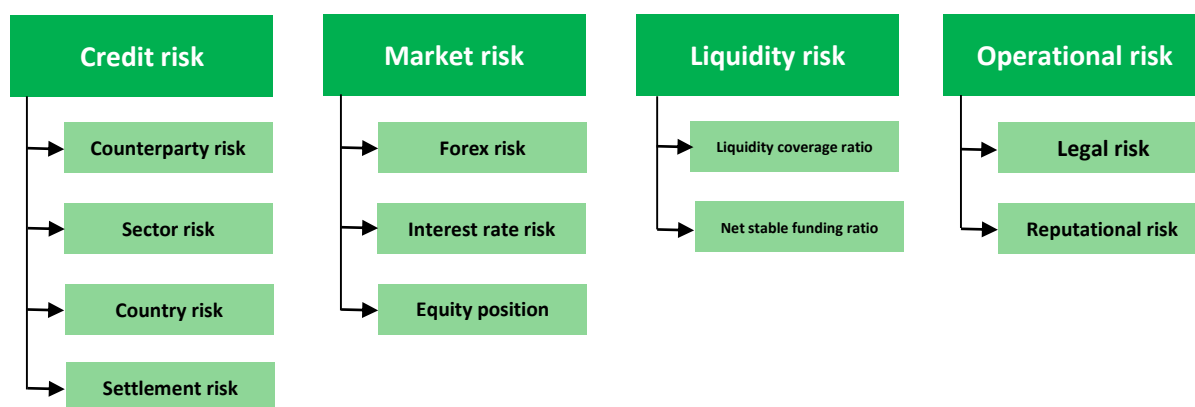 Credit risk
Counterparty risk
Sector risk
Country risk
Settlement risk
Market risk
Forex risk
Interest rate risk
Equity position
Liquidity risk
Liquidity coverage ratio
Net stable funding ratio
Operational risk
Legal risk
Reputational risk